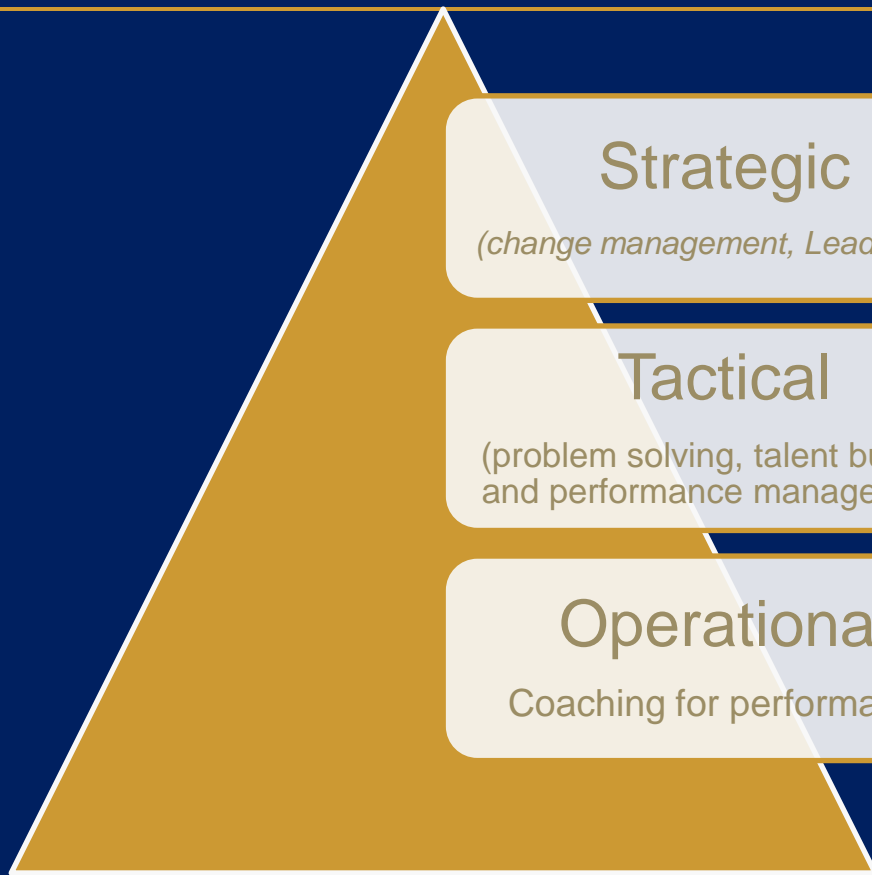 Strategic
(change management, Lead
Tactical
(problem solving, talent bu
and performance manage
Operationa
Coaching for performa